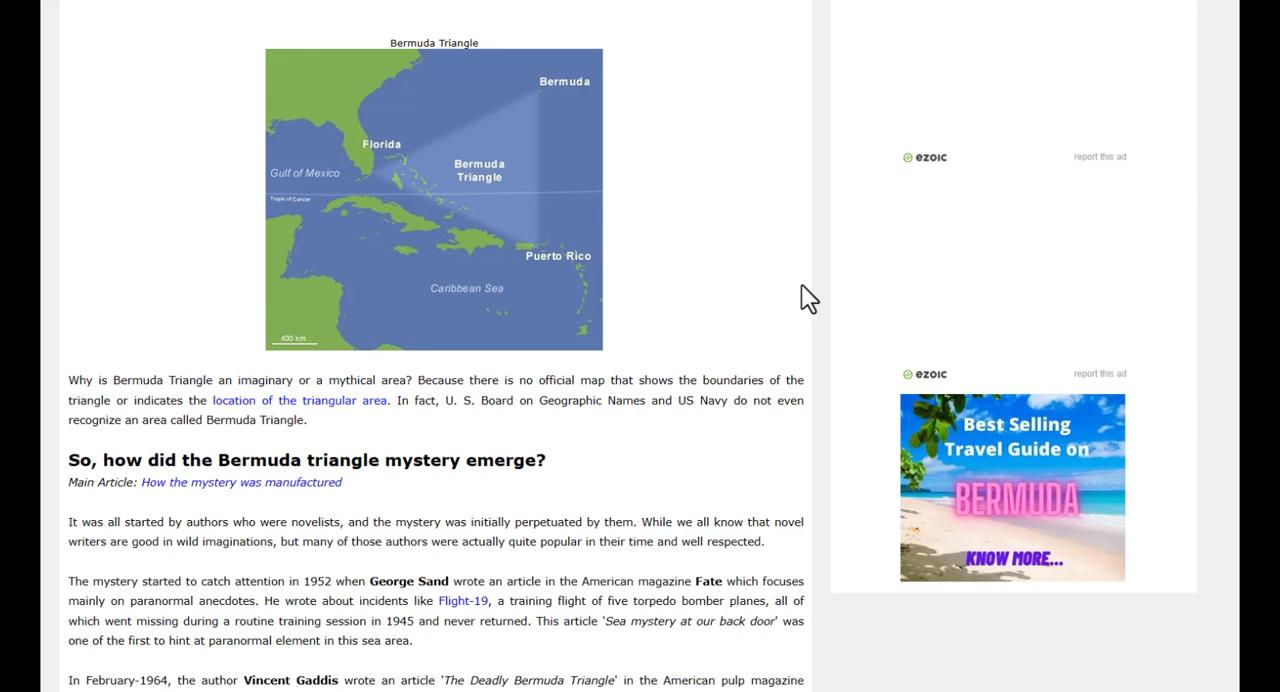 Bermuda Triangle
Bermuda
Florida
Bermuda
Triangle
Gulf of Mexico
Tropic of Cancer
Puerto Rico
Caribbean Sea
400 km
Why is Bermuda Triangle an imaginary or a mythical area? Because there is no official map that shows the boundaries of the
triangle or indicates the location of the triangular area. In fact, U. S. Board on Geographic Names and US Navy do not even
recognize an area called Bermuda Triangle.
So, how did the Bermuda triangle mystery emerge?
Main Article: How the mystery was manufactured
It was all started by authors who were novelists, and the mystery was initially perpetuated by them. While we all know that novel
writers are good in wild imaginations, but many of those authors were actually quite popular in their time and well respected.
The mystery started to catch attention in 1952 when George Sand wrote an article in the American magazine Fate which focuses
mainly on paranormal anecdotes. He wrote about incidents like Flight-19, a training flight of five torpedo bomber planes, all of
which went missing during a routine training session in 1945 and never returned. This article 'Sea mystery at our back door' was
one of the first to hint at paranormal element in this sea area.
In February-1964, the author Vincent Gaddis wrote an article 'The Deadly Bermuda Triangle' in the American pulp magazine
ezoic
report this ad
ezoic
report this ad
Best Selling
Travel Guide on
BERMUDA
KNOW MORE...